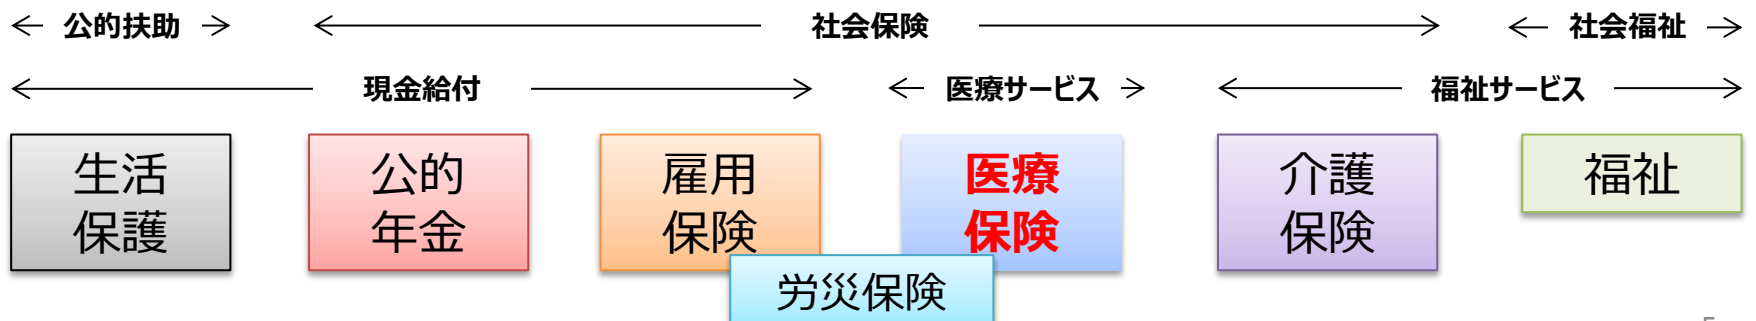 公的扶助 社会保険 社会福祉
現金給付 医療サービス 福祉サービス
生活
保護
公的
年金
雇用
保険
医療
保険
介護
保険
福祉
労災保険